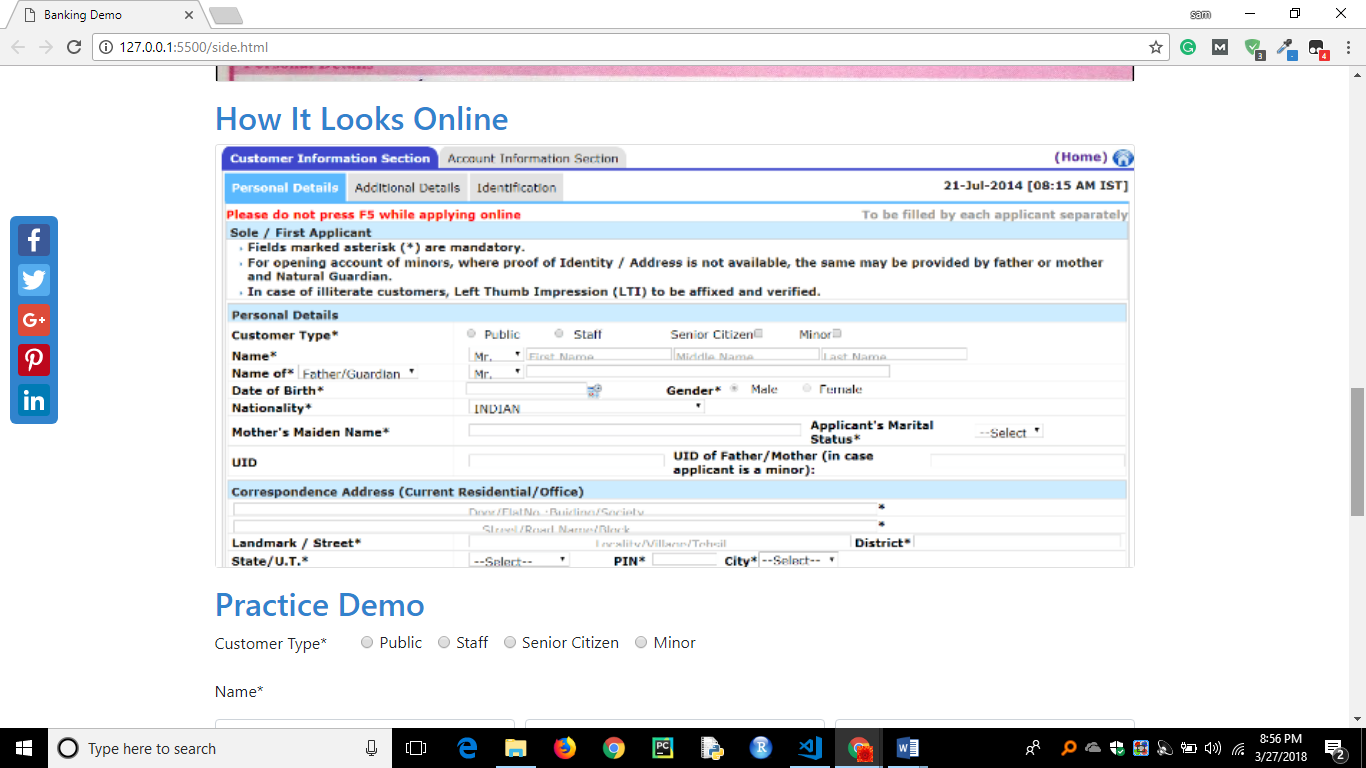 Banking Demo
sam
127.0.0.1:5500/side.html
3
4
Personal Details
How It Looks Online
Customer Information Section Account Information Section (Home)
Personal Details Additional Details Identification 21-Jul-2014 [08:15 AM IST]
Please do not press F5 while applying online To be filled by each applicant separately
Sole / First Applicant
Fields marked asterisk (*) are mandatory.
For opening account of minors, where proof of Identity / Address is not available, the same may be provided by father or mother
and Natural Guardian.
In case of illiterate customers, Left Thumb Impression (LTI) to be affixed and verified.
Personal Details
Customer Type* Public Staff Senior Citizen Minor
Name* Mr. First Name Middle Name Last Name
Name of* Father/Guardian Mr.
Date of Birth* Gender* Male Female
Nationality* INDIAN
Mother's Maiden Name* Applicant's Marital
Status* --Select
UID UID of Father/Mother (in case
applicant is a minor):
Correspondence Address (Current Residential/Office)
Door/FlatNo.:Buiding/Society *
Street/Road Name/Block *
Landmark / Street* Locality/Village/Tehsil District*
State/U.T.* --Select-- PIN* City* --Select--
f
G+
in
Practice Demo
Customer Type* Public Staff Senior Citizen Minor
Name*
Type here to search
8:56 PM
3/27/2018
2